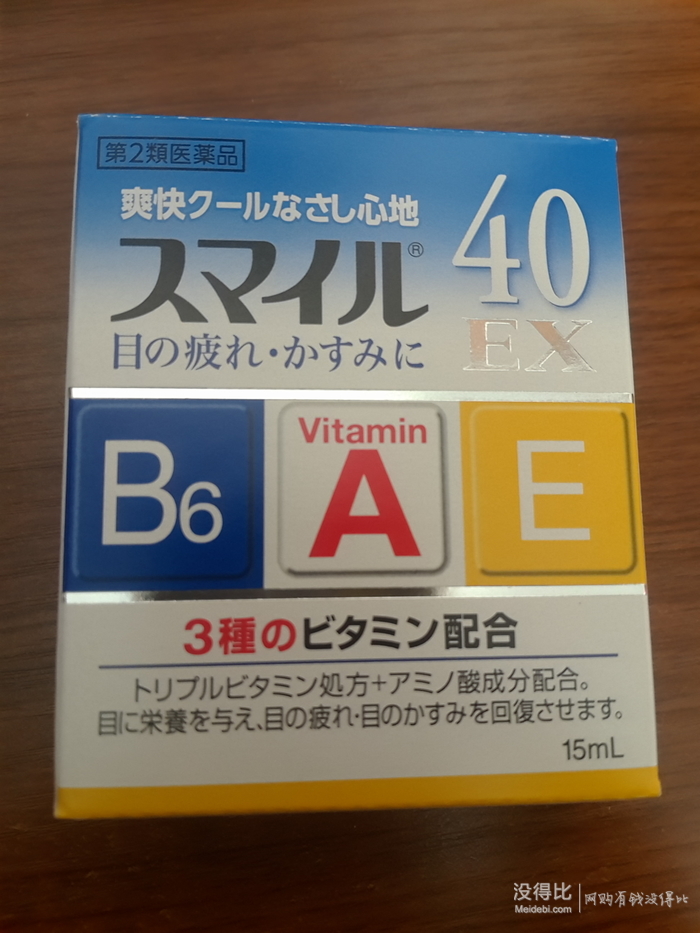 第2類医薬品
爽快クールなさし心地
スマイル®
40
EX
目の疲れ・かすみに
B6
Vitamin
A
E
3種のビタミン配合
トリプルビタミン処方+アミノ酸成分配合。
目に栄養を与え、目の疲れ・目のかすみを回復させます。
15mL
没得比
Meidebi.com
网购有钱没得比